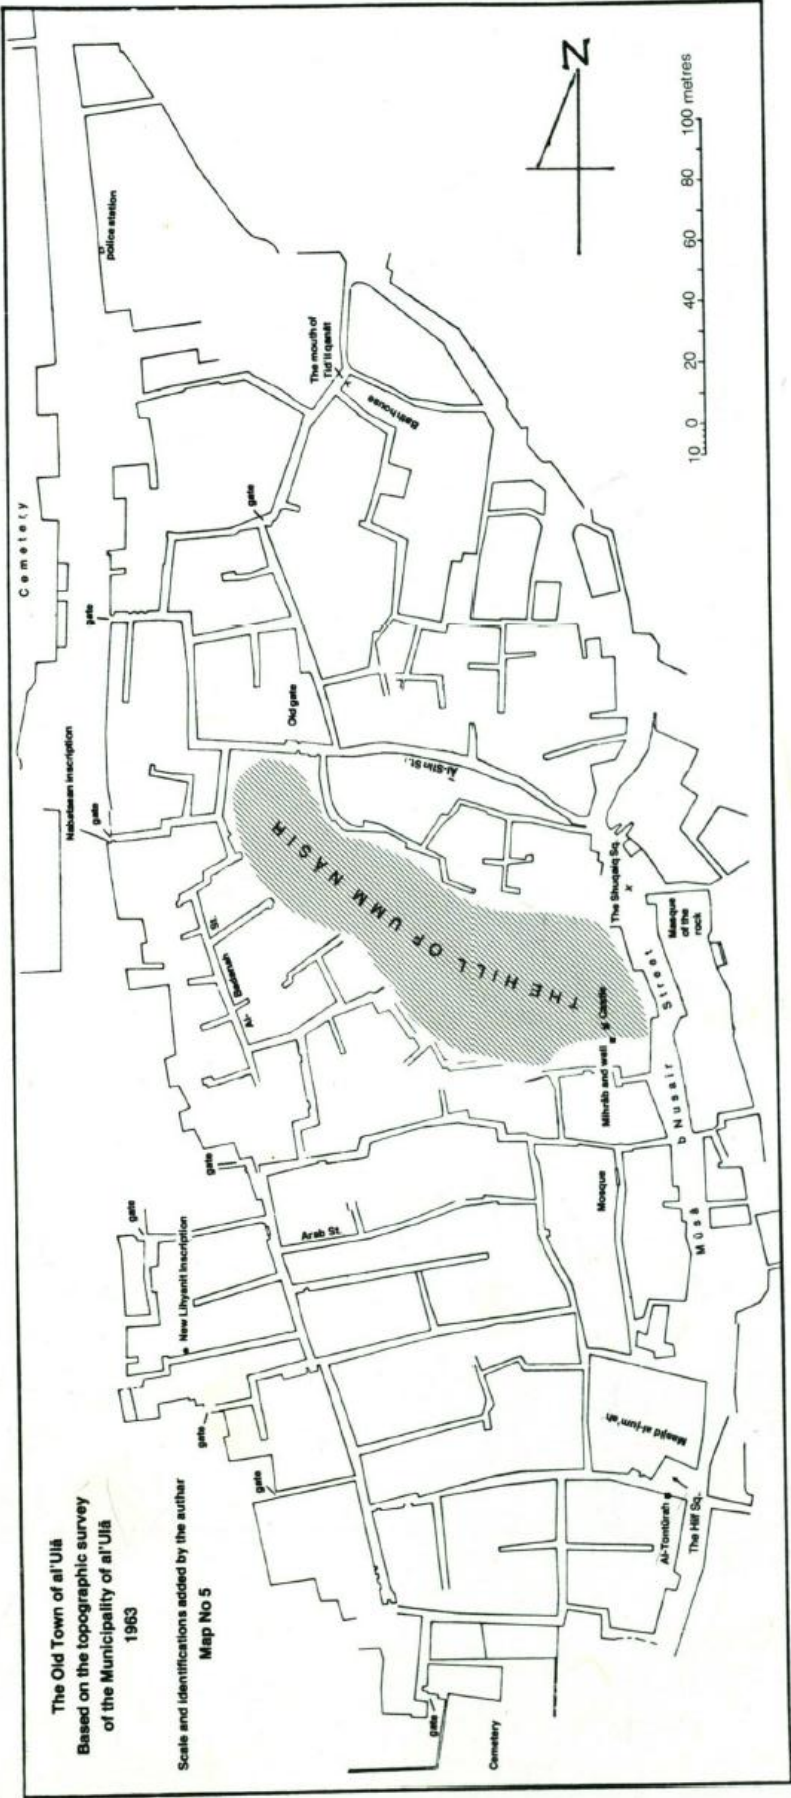 The Old Town of al'Ulā
Based on the topographic survey
of the Municipality of al'Ulā
1963
Scale and identifications added by the authar
Map No 5
Cemetery
gate
gate
gate
gate
New Lihyanit Inscription
gate
Arab St.
Al-
Badanah
St.
Nabataean inscription
gate
gate
Cemetery
gate
Old gate
police station
The mouth of
Tid'il qanāt
x
x
Bath house
Al-Stin St.
THE HILL OF UMM NĀSIR
Castle
Mihrāb and well
Mosque
Masjid al-jum'ah
Al-Tontūrah
The Hilf Sq.
Mūsā
b Nusair
Street
The Shuqaiq Sq.
x
Masque
of the
rock
N
10 0 20 40 60 80 100 metres